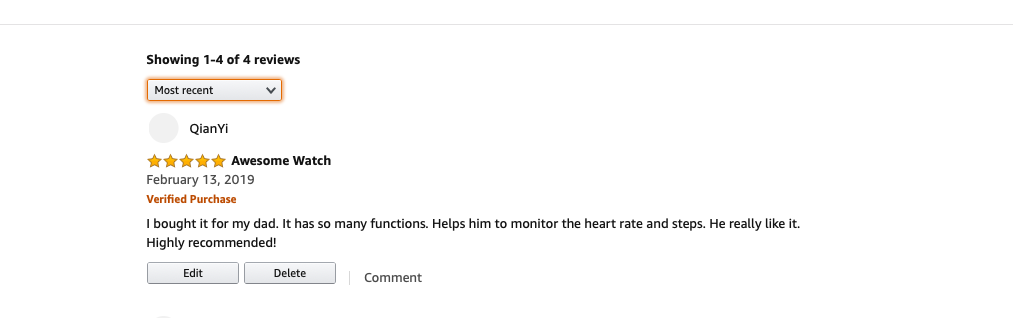 Showing 1-4 of 4 reviews
Most recent
QianYi
Awesome Watch
February 13, 2019
Verified Purchase
I bought it for my dad. It has so many functions. Helps him to monitor the heart rate and steps. He really like it.
Highly recommended!
Edit Delete Comment